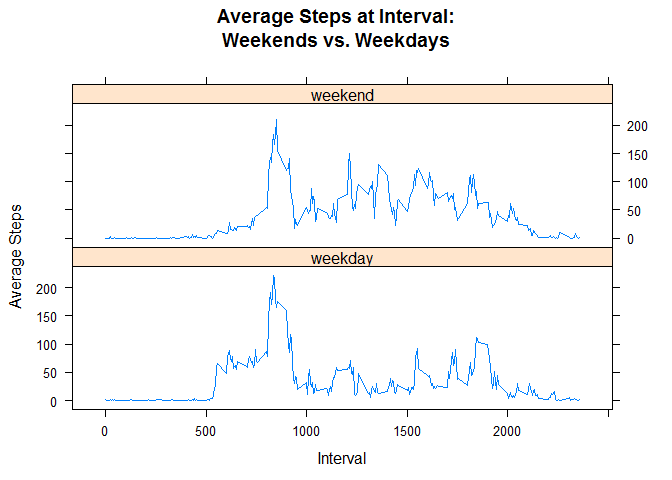 Average Steps at Interval:
Weekends vs. Weekdays
weekend
200
150
100
50
0
weekday
200
150
100
50
0
Average Steps
0 500 1000 1500 2000
Interval